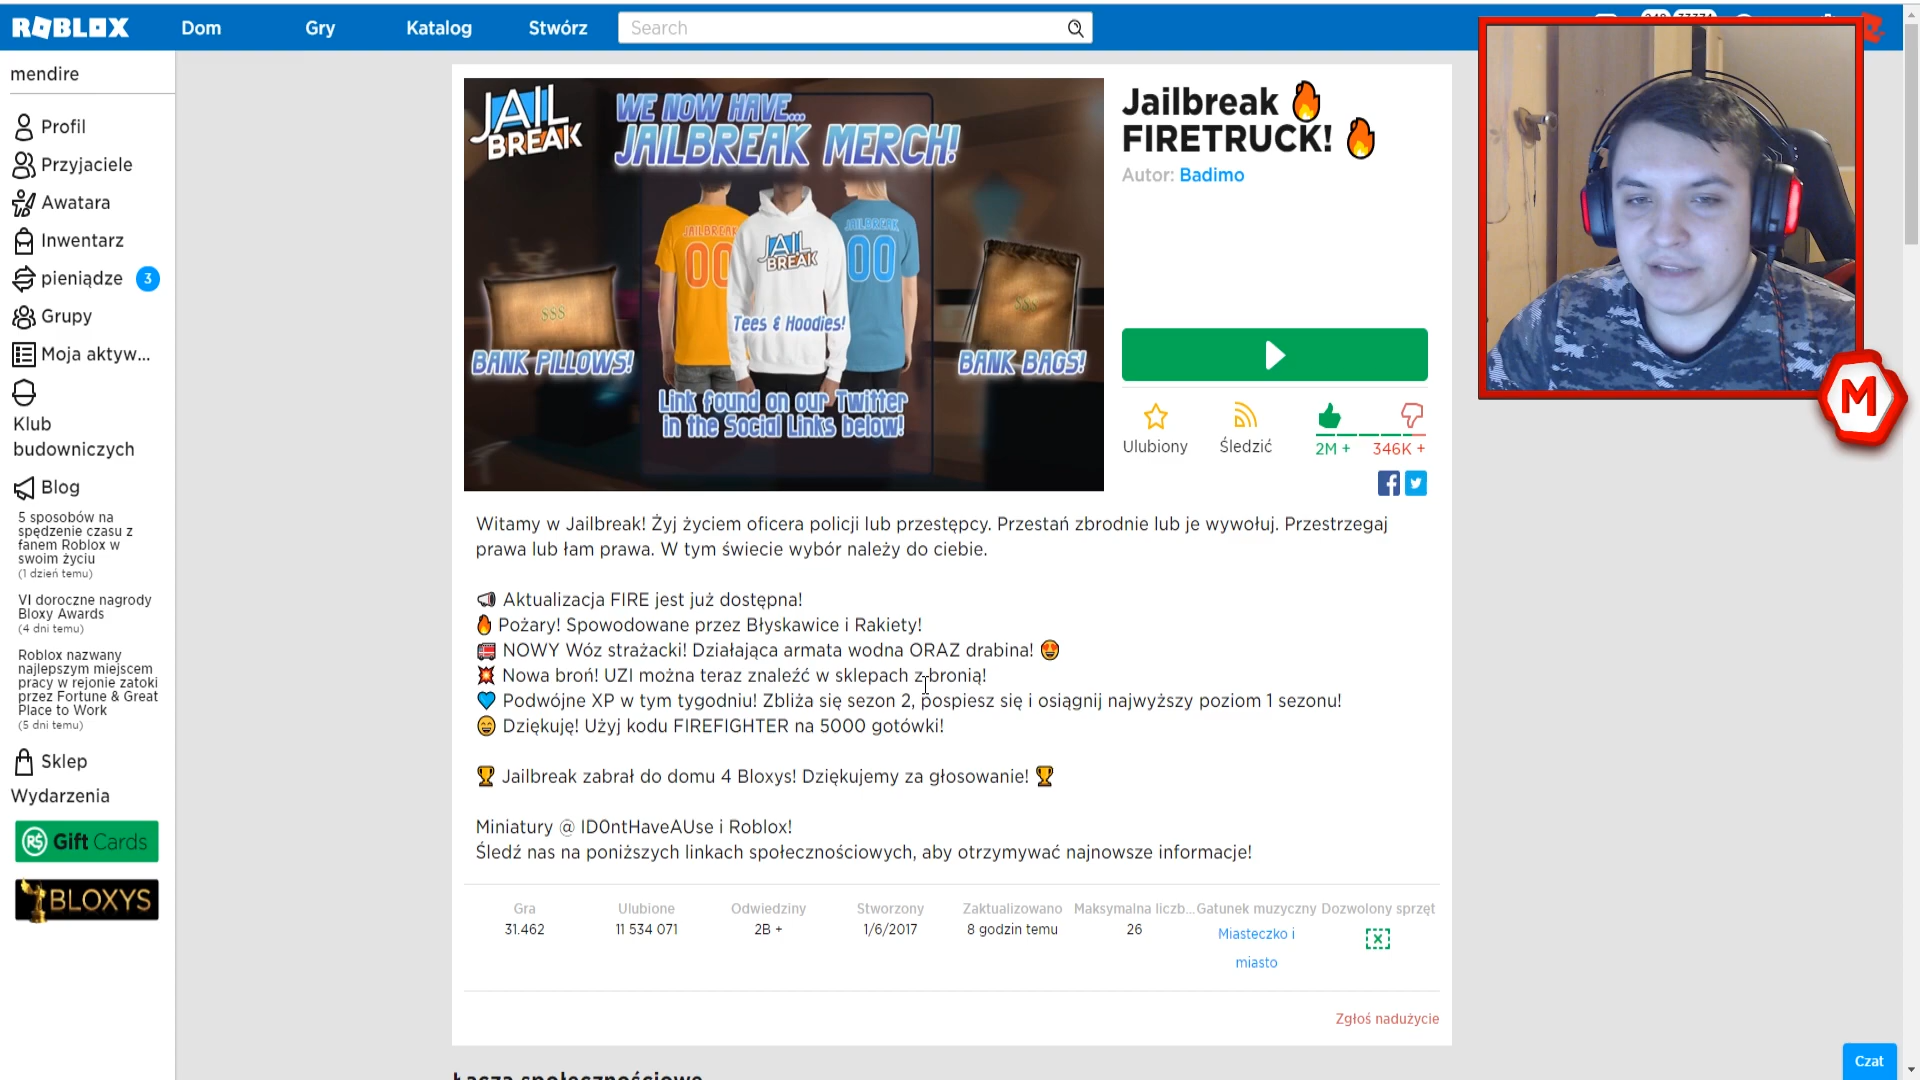 ROBLOX
Dom
Gry
Katalog
Stwórz
Search
mendire
Profil
Przyjaciele
Awatara
Inwentarz
pieniądze 3
Grupy
Moja aktyw...
Klub
budowniczych
Blog
5 sposobów na
spędzenie czasu z
fanem Roblox w
swoim życiu
(1 dzień temu)
VI doroczne nagrody
Bloxy Awards
(4 dni temu)
Roblox nazwany
najlepszym miejscem
pracy w rejonie zatoki
przez Fortune & Great
Place to Work
(5 dni temu)
Sklep
Wydarzenia
R$ Gift Cards
BLOXYS
JAIL
BREAK
WE NOW HAVE...
JAILBREAK MERCH!
JAILBREAK
00
JAIL
BREAK
JAILBREAK
00
$$$
$$$
Tees & Hoodies!
BANK PILLOWS!
BANK BAGS!
Link found on our Twitter
in the Social Links below!
Jailbreak 🔥
FIRETRUCK! 🔥
Autor: Badimo
Ulubiony
Śledzić
2M +
346K +
M
Witamy w Jailbreak! Żyj życiem oficera policji lub przestępcy. Przestań zbrodnie lub je wywołuj. Przestrzegaj
prawa lub łam prawa. W tym świecie wybór należy do ciebie.
📢 Aktualizacja FIRE jest już dostępna!
🔥 Pożary! Spowodowane przez Błyskawice i Rakiety!
🚒 NOWY Wóz strażacki! Działająca armata wodna ORAZ drabina! 😍
💥 Nowa broń! UZI można teraz znaleźć w sklepach z bronią!
💙 Podwójne XP w tym tygodniu! Zbliża się sezon 2, pospiesz się i osiągnij najwyższy poziom 1 sezonu!
😄 Dziękuję! Użyj kodu FIREFIGHTER na 5000 gotówki!
🏆 Jailbreak zabrał do domu 4 Bloxys! Dziękujemy za głosowanie! 🏆
Miniatury @ ID0ntHaveAUse i Roblox!
Śledź nas na poniższych linkach społecznościowych, aby otrzymywać najnowsze informacje!
Gra
31.462
Ulubione
11 534 071
Odwiedziny
2B +
Stworzony
1/6/2017
Zaktualizowano
8 godzin temu
Maksymalna liczb...
26
Gatunek muzyczny
Miasteczko i
miasto
Dozwolony sprzęt
Zgłoś nadużycie
Czat